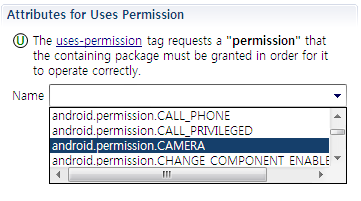 Attributes for Uses Permission
U The uses-permission tag requests a "permission" that
the containing package must be granted in order for it
to operate correctly.
Name
android.permission.CALL_PHONE
android.permission.CALL_PRIVILEGED
android.permission.CAMERA
android.permission.CHANGE_COMPONENT_ENABLE